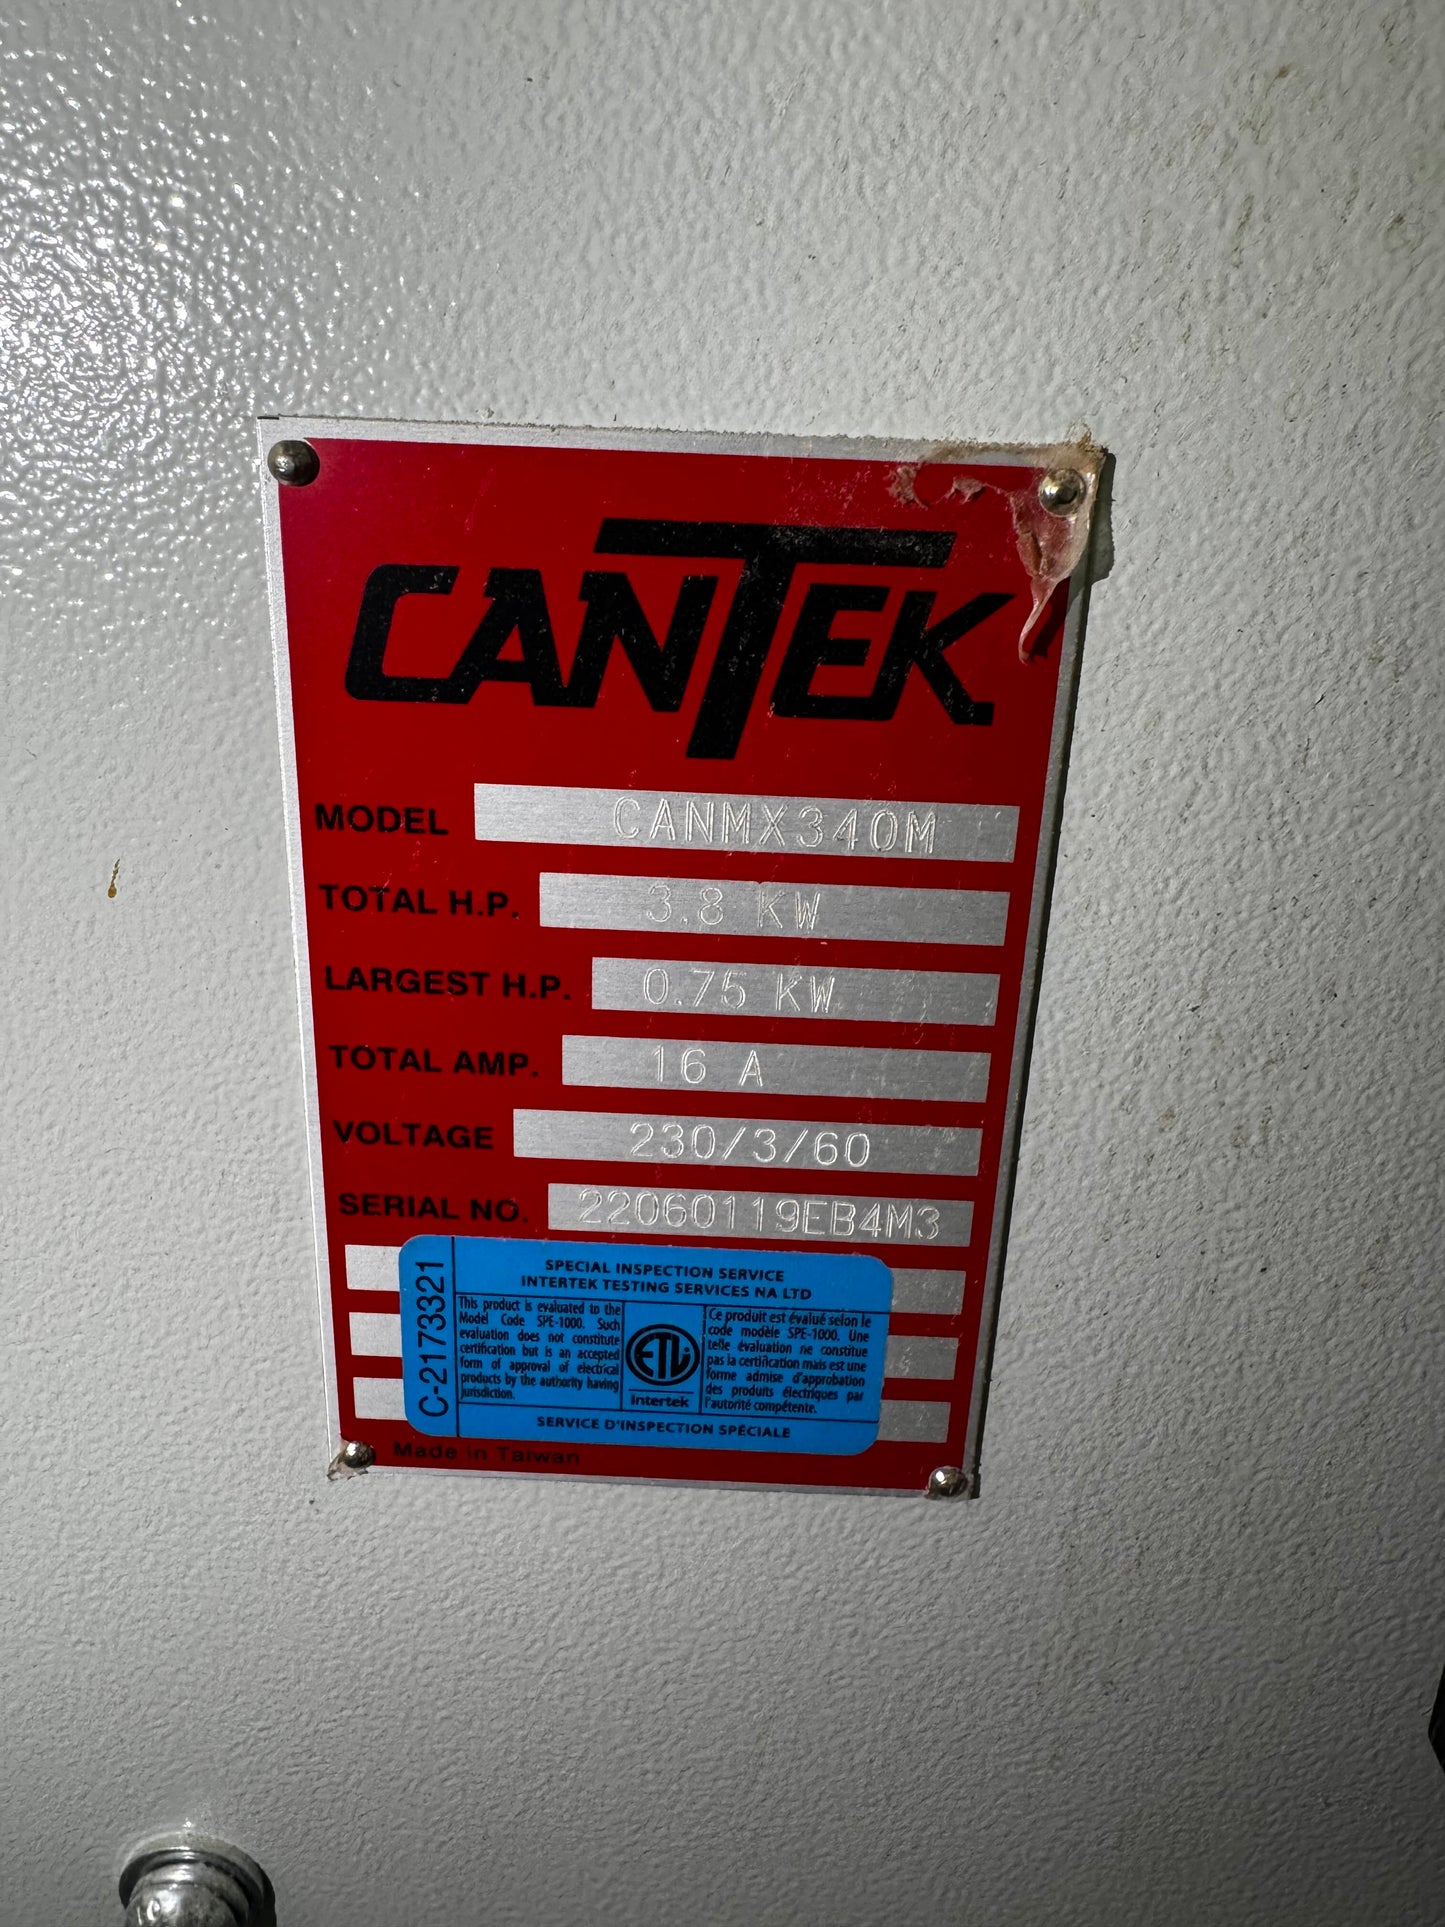 CANTEK
MODEL CANMX340M
TOTAL H.P. 3.8 KW
LARGEST H.P. 0.75 KW
TOTAL AMP. 16 A
VOLTAGE 230/3/60
SERIAL NO. 22060119EB4M3
C-2173321
SPECIAL INSPECTION SERVICE
INTERTEK TESTING SERVICES NA LTD
This product is evaluated to the
Model Code SPE-1000. Such
evaluation does not constitute
certification but is an accepted
form of approval of electrical
products by the authority having
jurisdiction.
ETL
Intertek
Ce produit est évalué selon le
code modèle SPE-1000. Une
telle évaluation ne constitue
pas la certification mais est une
forme admise d'approbation
des produits électriques par
l'autorité compétente.
SERVICE D'INSPECTION SPÉCIALE
Made in Taiwan